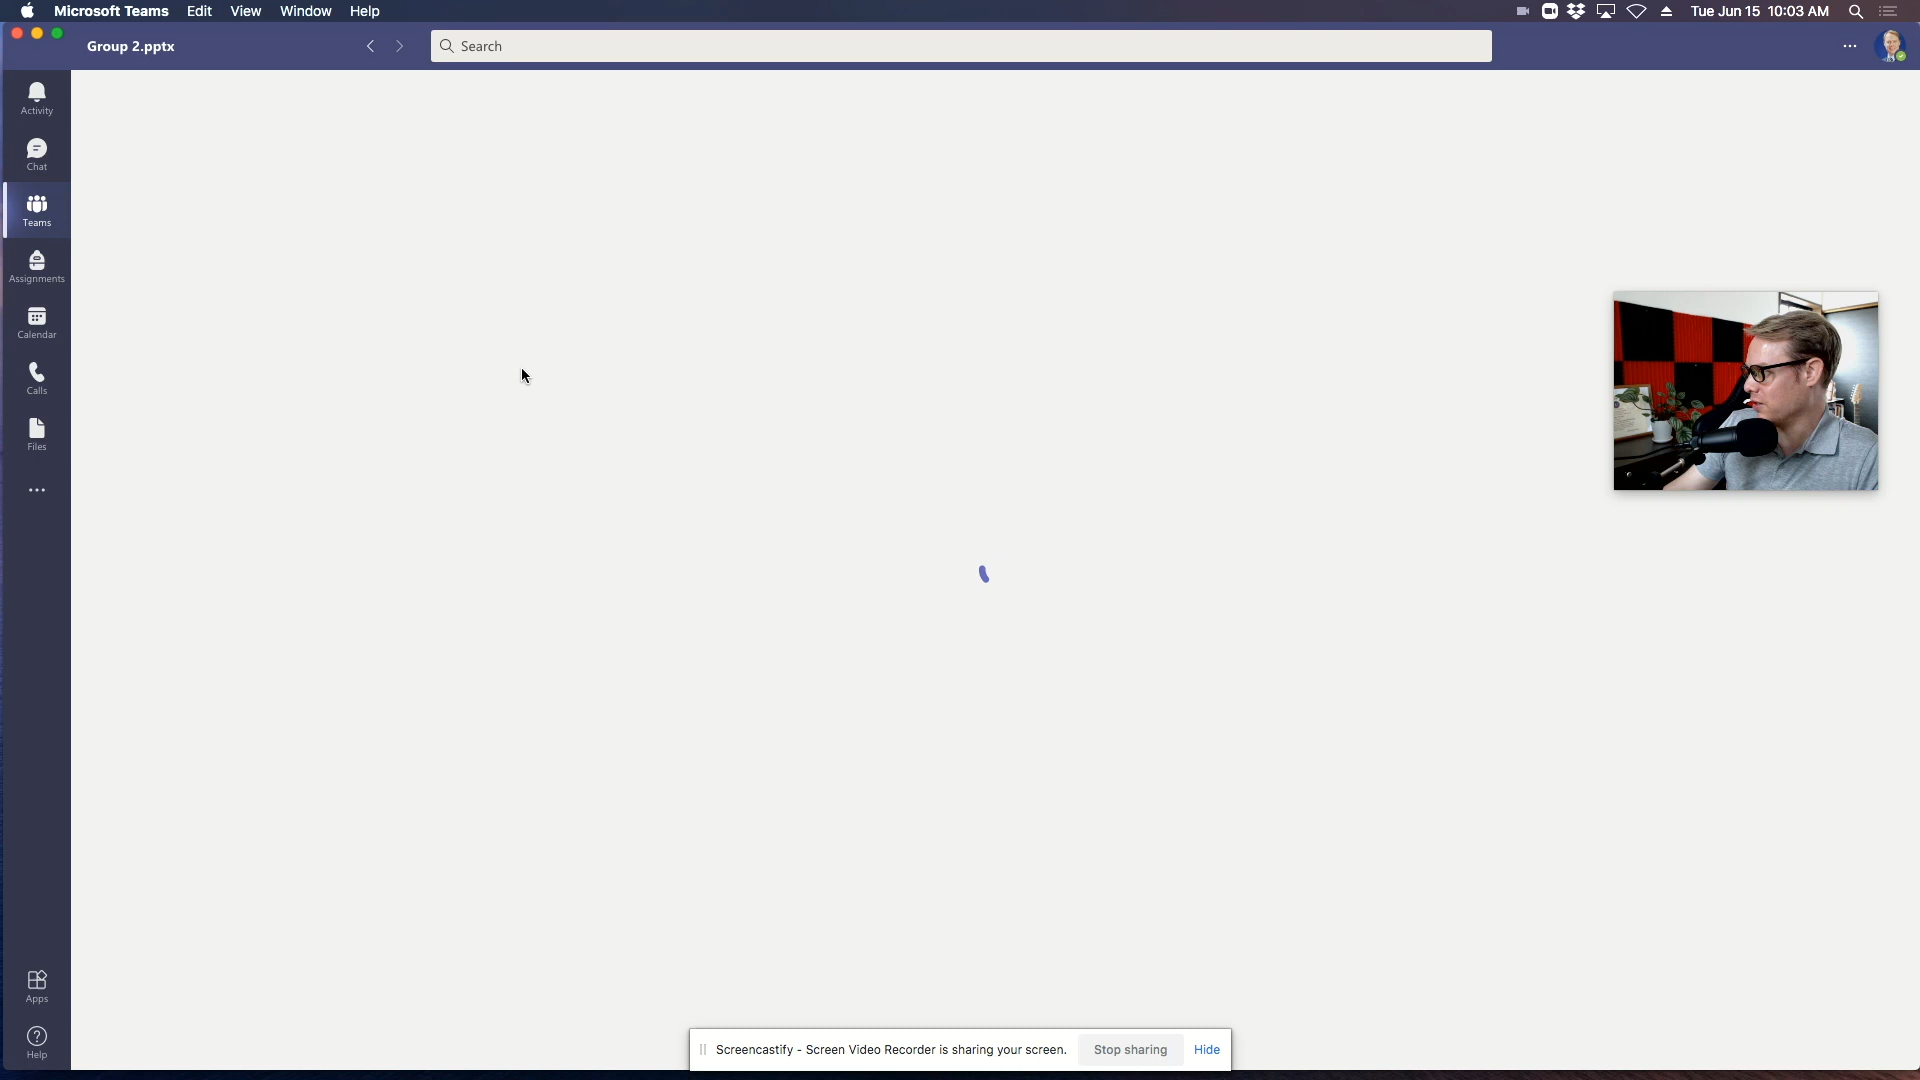 Microsoft Teams Edit View Window Help
Tue Jun 15 10:03 AM
Group 2.pptx
Search
Activity
Chat
Teams
Assignments
Calendar
Calls
Files
Apps
Help
Screencastify - Screen Video Recorder is sharing your screen. Stop sharing Hide